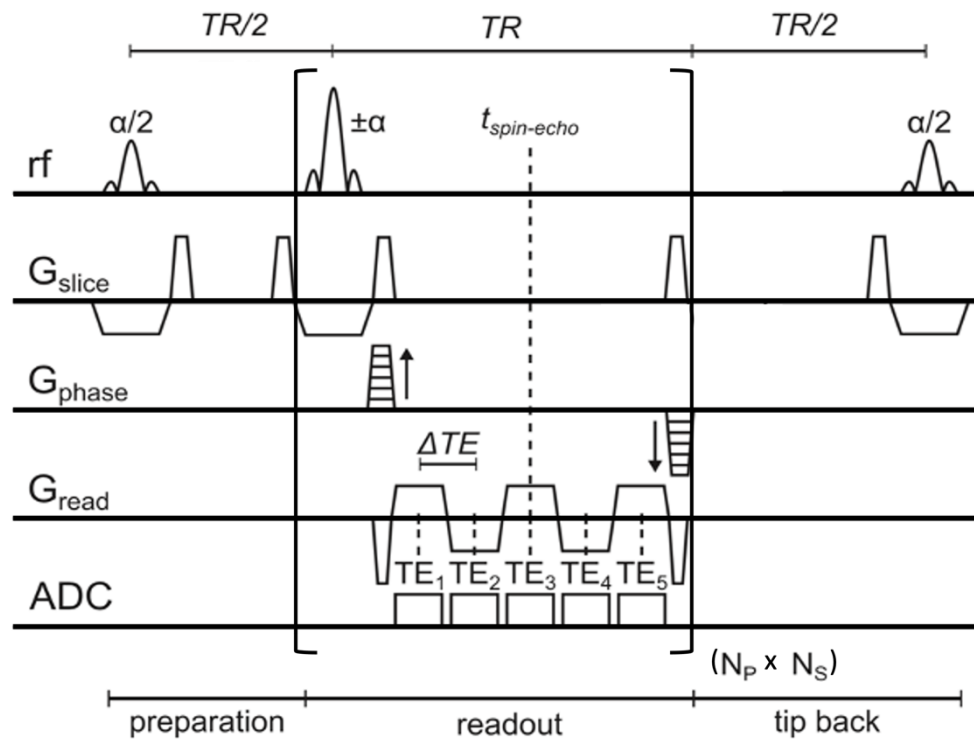 TR/2 TR TR/2
α/2 ±α t_spin-echo α/2
rf
G_slice
G_phase
ΔTE
G_read
TE₁ TE₂ TE₃ TE₄ TE₅
ADC
(N_P x N_S)
preparation readout tip back